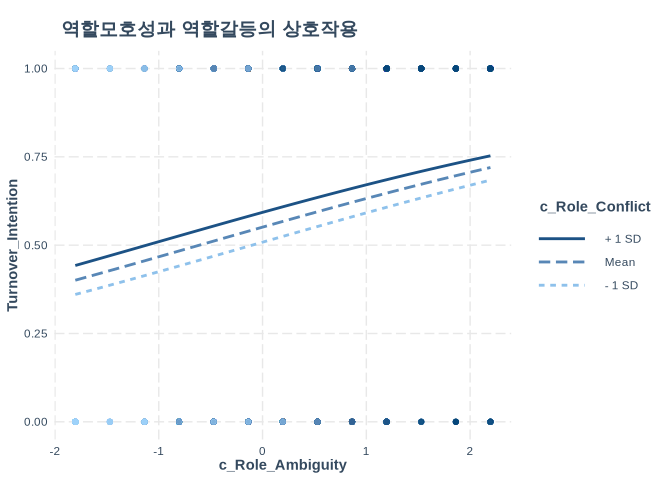 역할모호성과 역할갈등의 상호작용
1.00
0.75
0.50
0.25
0.00
Turnover_Intention
-2
-1
0
1
2
c_Role_Ambiguity
c_Role_Conflict
+ 1 SD
Mean
- 1 SD